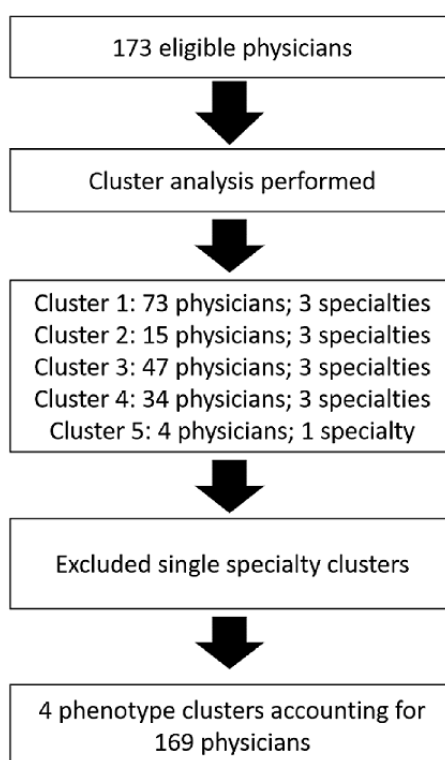 173 eligible physicians
Cluster analysis performed
Cluster 1: 73 physicians; 3 specialties
Cluster 2: 15 physicians; 3 specialties
Cluster 3: 47 physicians; 3 specialties
Cluster 4: 34 physicians; 3 specialties
Cluster 5: 4 physicians; 1 specialty
Excluded single specialty clusters
4 phenotype clusters accounting for
169 physicians